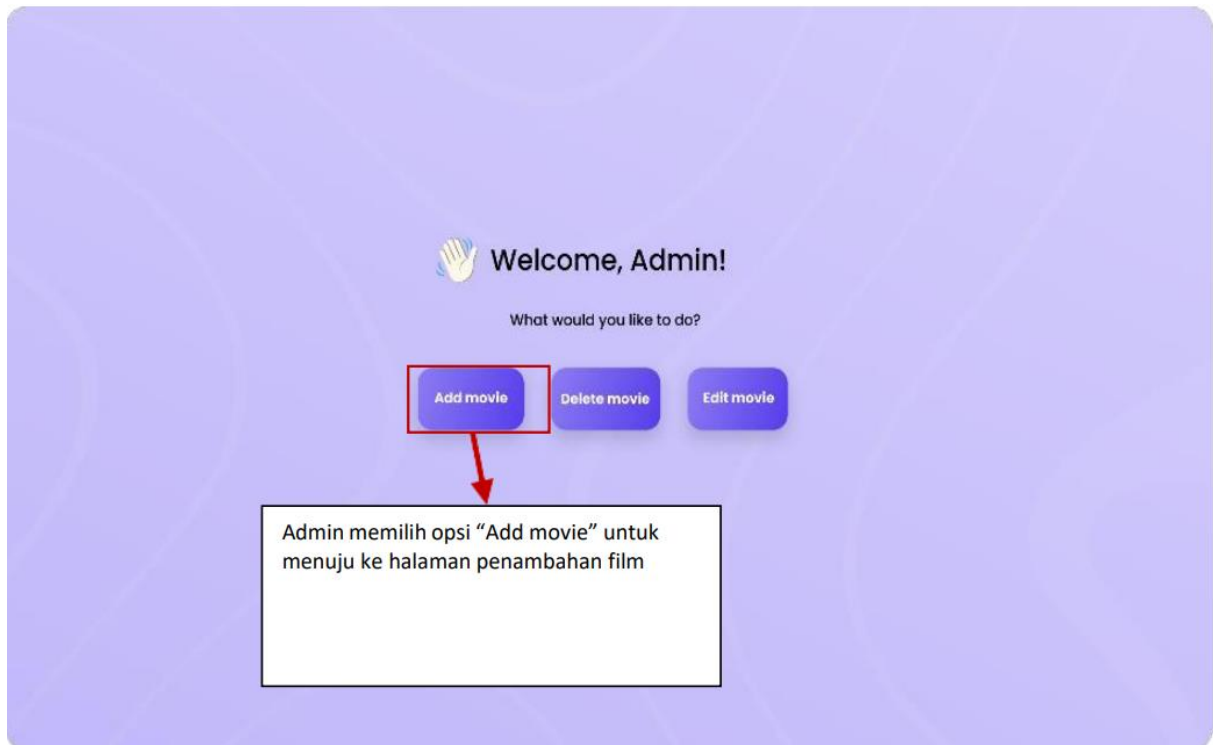 Welcome, Admin!
What would you like to do?
Add movie
Delete movie
Edit movie
Admin memilih opsi “Add movie” untuk
menuju ke halaman penambahan film